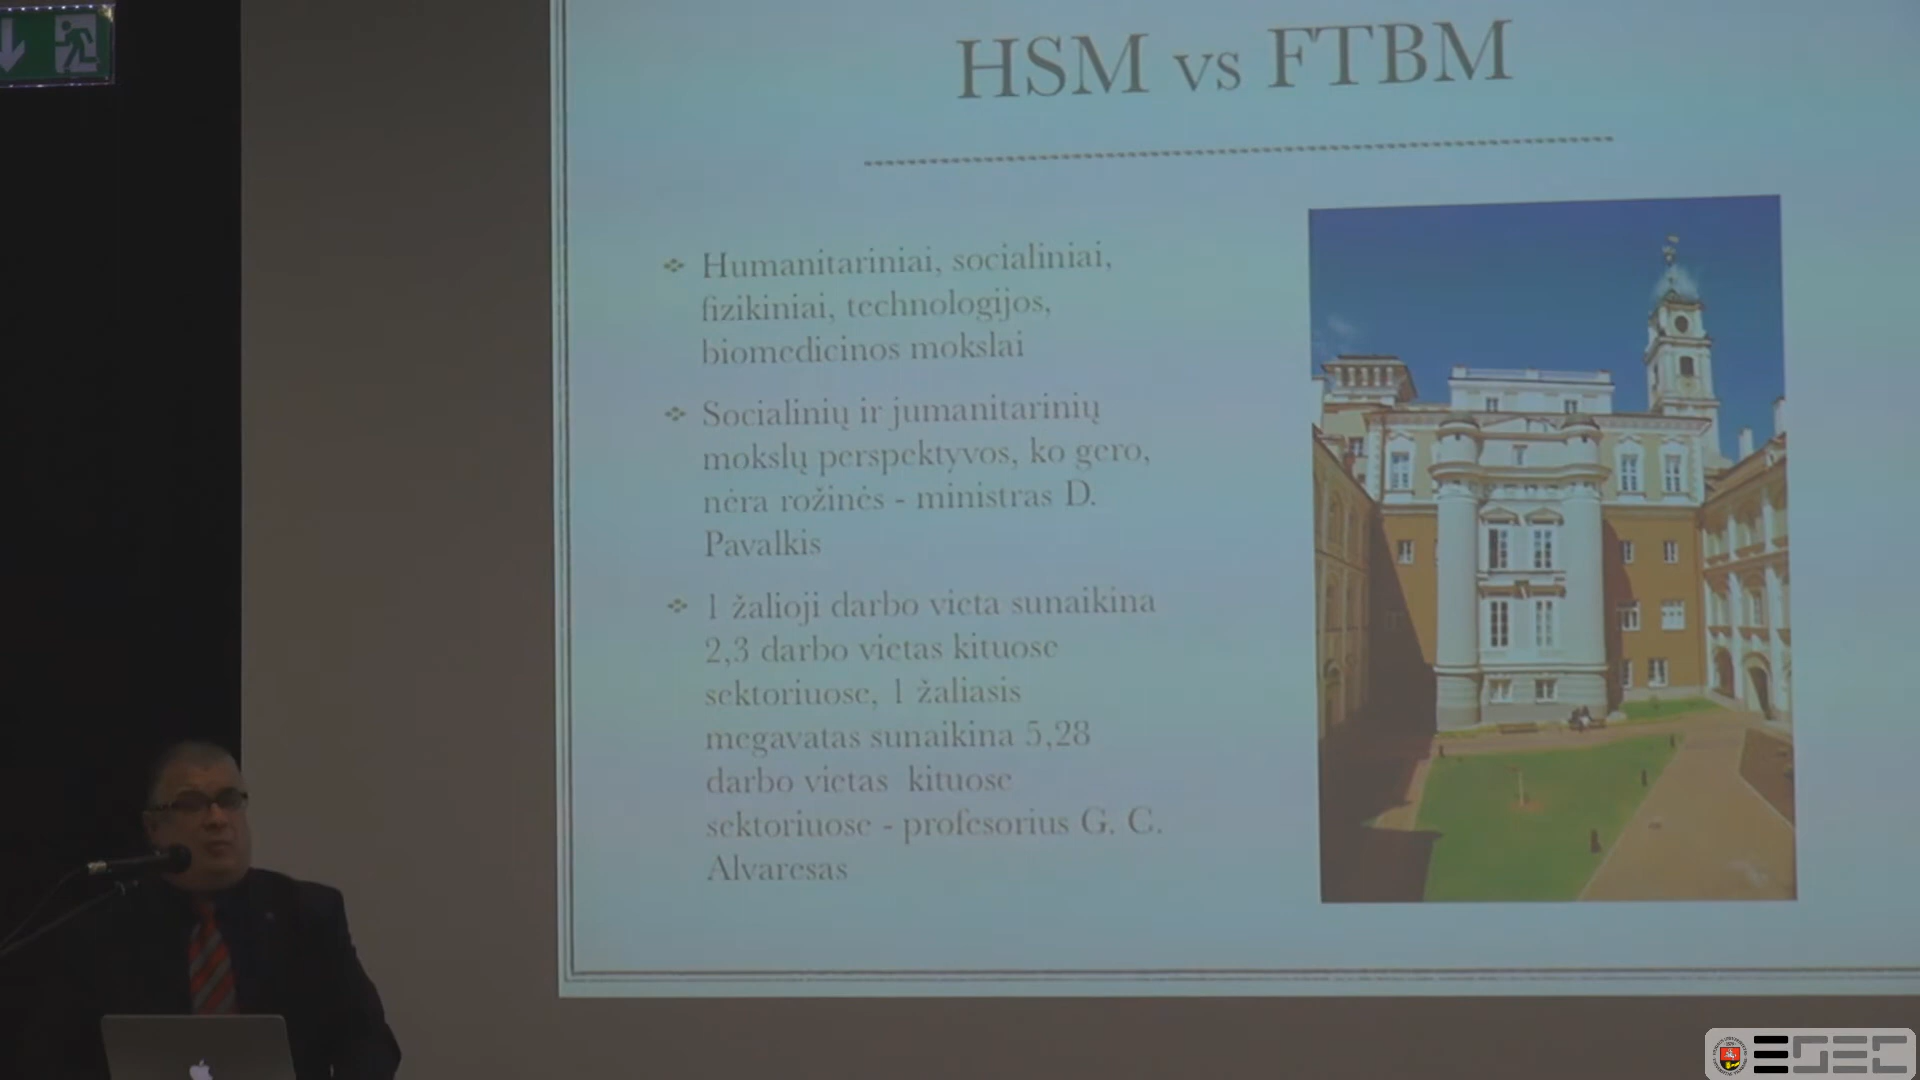 HSM vs FTBM
Humanitariniai, socialiniai,
fizikiniai, technologijos,
biomedicinos mokslai
Socialinių ir jumanitarinių
mokslų perspektyvos, ko gero,
nėra rožinės - ministras D.
Pavalkis
1 žalioji darbo vieta sunaikina
2,3 darbo vietas kituose
sektoriuose, 1 žaliasis
megavatas sunaikina 5,28
darbo vietas kituose
sektoriuose - profesorius G. C.
Alvaresas
ESEC